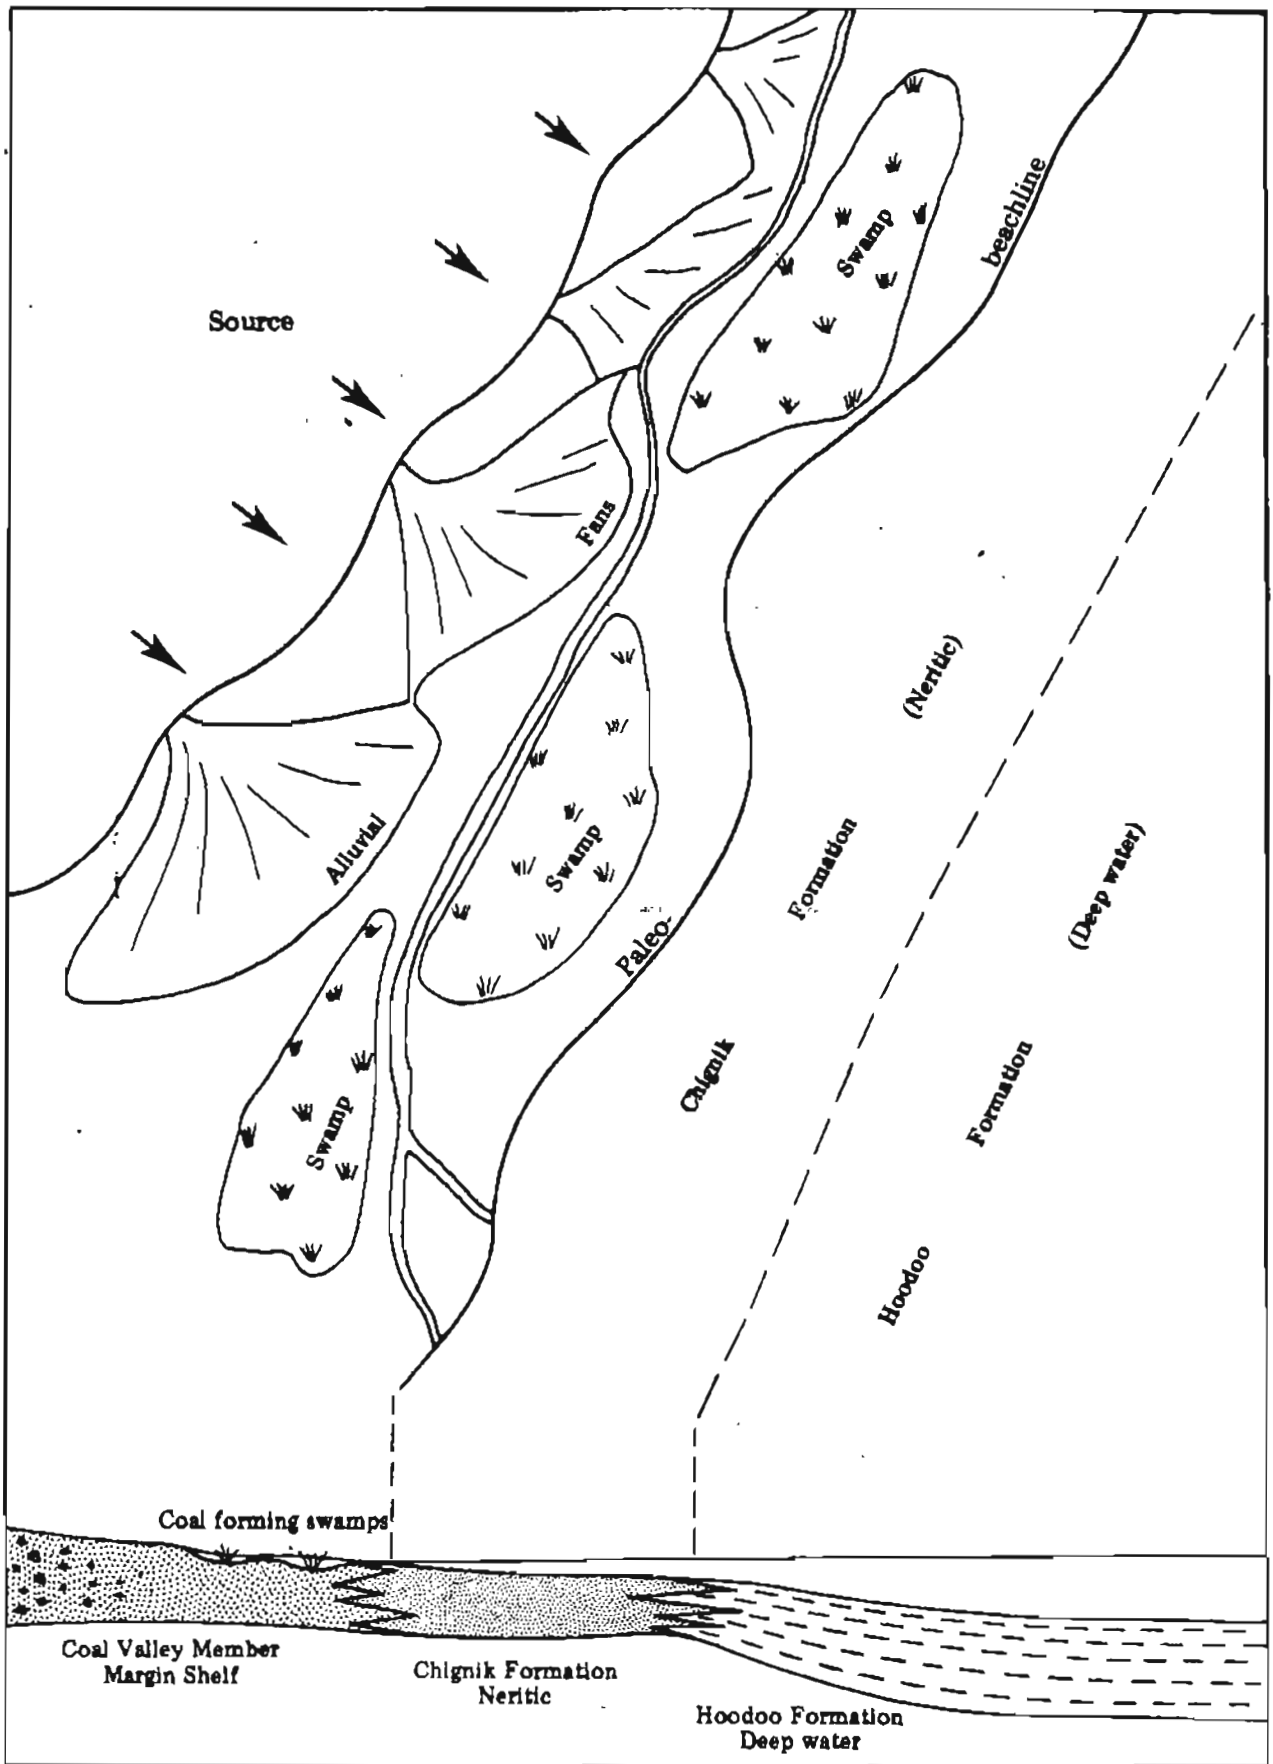 Source
Swamp
beachline
Fans
(Neritic)
Alluvial
Swamp
Paleo-
Formation
(Deep water)
Swamp
Chignik
Formation
Hoodoo
Coal forming swamps
Coal Valley Member
Margin Shelf
Chignik Formation
Neritic
Hoodoo Formation
Deep water